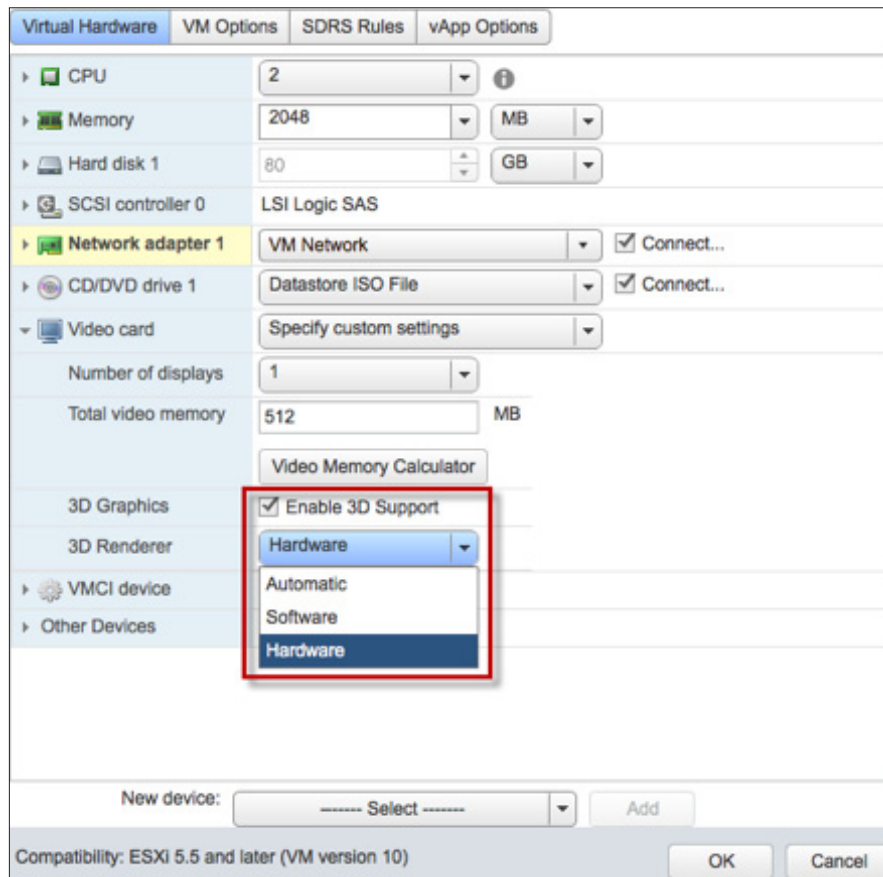 Virtual Hardware VM Options SDRS Rules vApp Options
CPU 2
Memory 2048 MB
Hard disk 1 80 GB
SCSI controller 0 LSI Logic SAS
Network adapter 1 VM Network Connect...
CD/DVD drive 1 Datastore ISO File Connect...
Video card Specify custom settings
Number of displays 1
Total video memory 512 MB
Video Memory Calculator
3D Graphics Enable 3D Support
3D Renderer Hardware
Automatic
VMCI device
Software
Other Devices
Hardware
New device: ------- Select ------- Add
Compatibility: ESXi 5.5 and later (VM version 10) OK Cancel